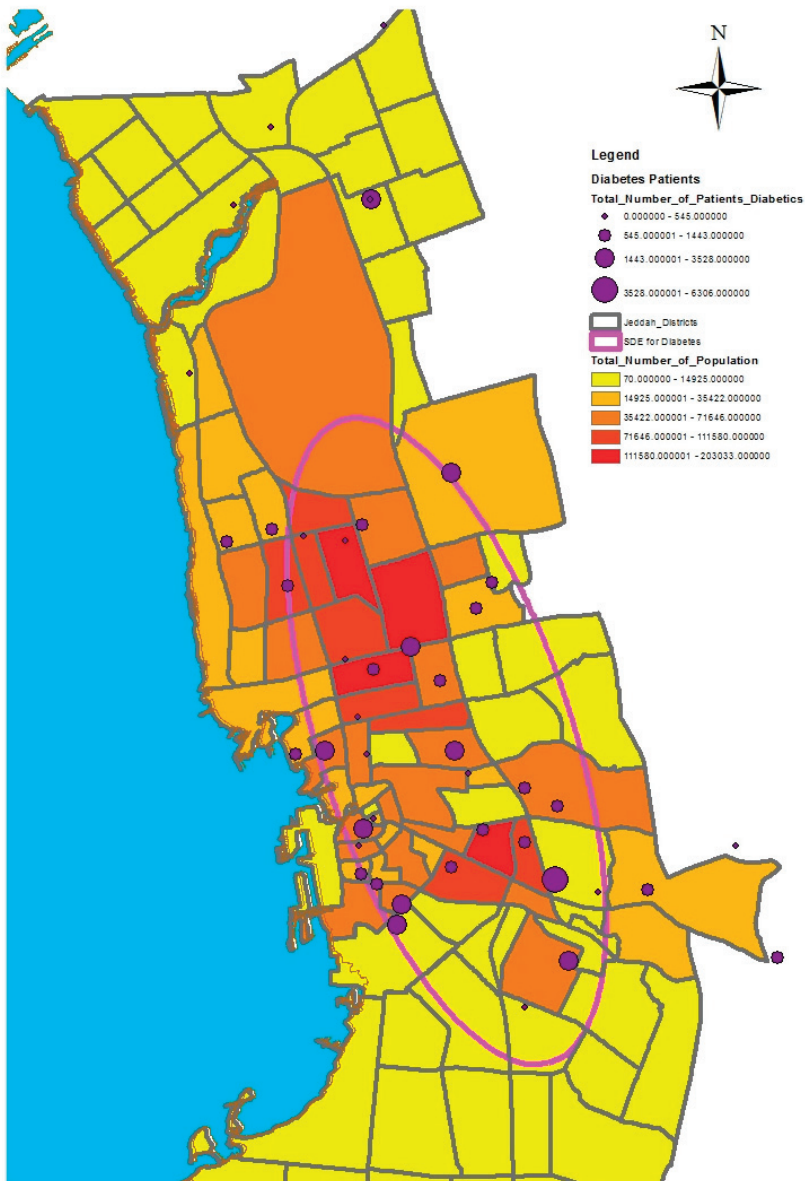 N
Legend
Diabetes Patients
Total_Number_of_Patients_Diabetics
0.000000 - 545.000000
545.000001 - 1443.000000
1443.000001 - 3528.000000
3528.000001 - 6306.000000
Jeddah_Districts
SDE for Diabetes
Total_Number_of_Population
70.000000 - 14925.000000
14925.000001 - 35422.000000
35422.000001 - 71646.000000
71646.000001 - 111580.000000
111580.000001 - 203033.000000